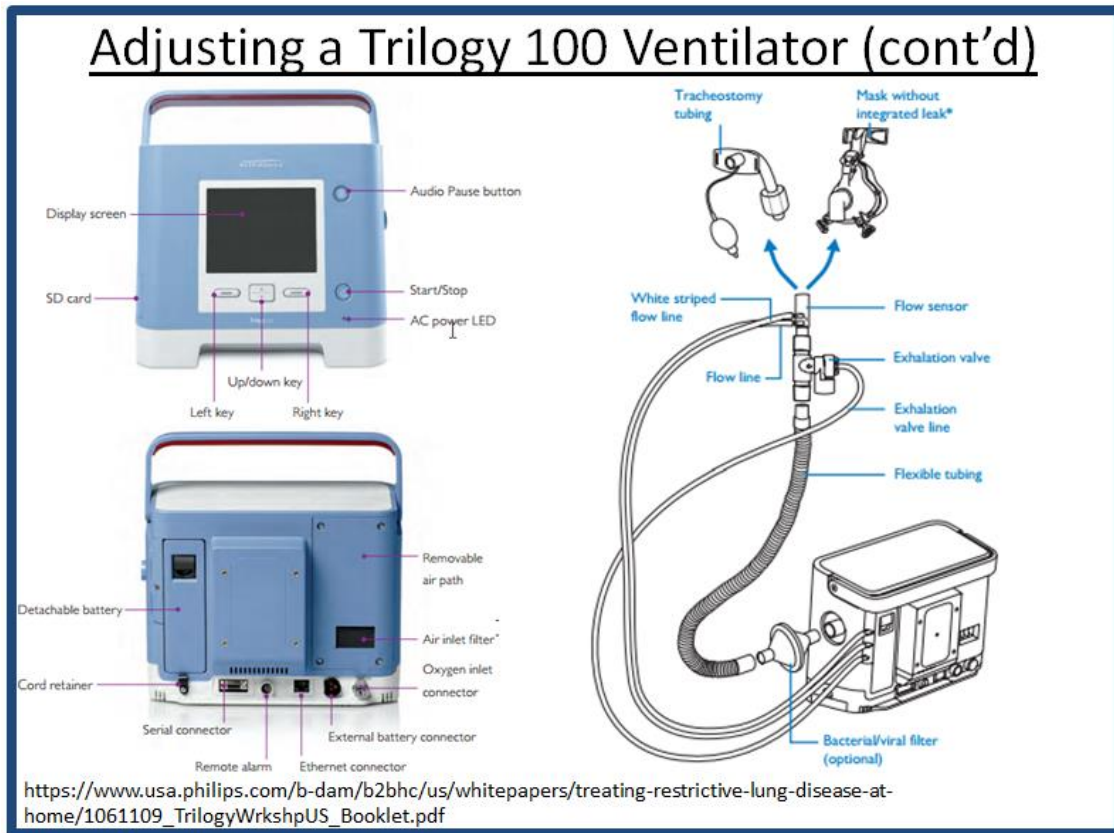 Adjusting a Trilogy 100 Ventilator (cont’d)
Display screen
SD card
Audio Pause button
Start/Stop
AC power LED
Up/down key
Left key
Right key
Detachable battery
Cord retainer
Serial connector
Remote alarm
Ethernet connector
External battery connector
Removable
air path
Air inlet filter
Oxygen inlet
connector
Tracheostomy
tubing
Mask without
integrated leak*
White striped
flow line
Flow line
Flow sensor
Exhalation valve
Exhalation
valve line
Flexible tubing
Bacterial/viral filter
(optional)
https://www.usa.philips.com/b-dam/b2bhc/us/whitepapers/treating-restrictive-lung-disease-at-
home/1061109_TrilogyWrkshpUS_Booklet.pdf